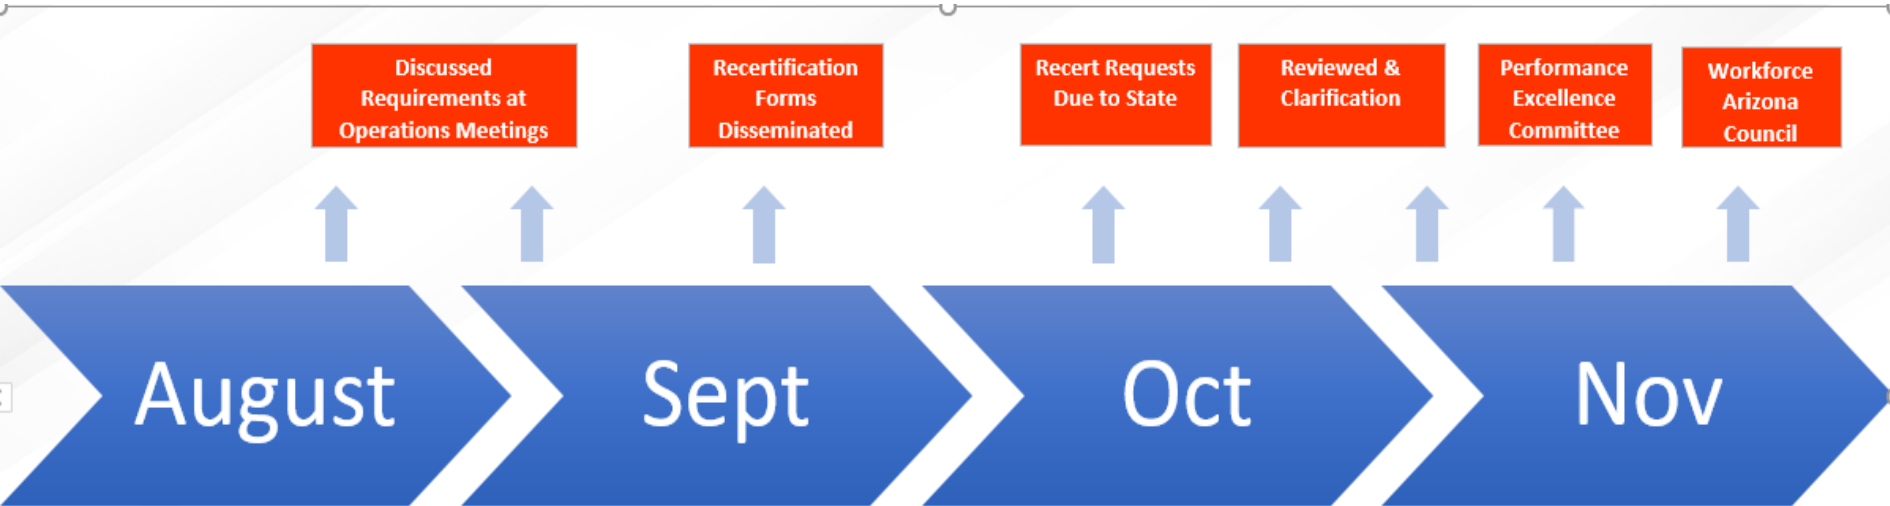 Discussed
Requirements at
Operations Meetings
Recertification
Forms
Disseminated
Recert Requests
Due to State
Reviewed &
Clarification
Performance
Excellence
Committee
Workforce
Arizona
Council
August
Sept
Oct
Nov